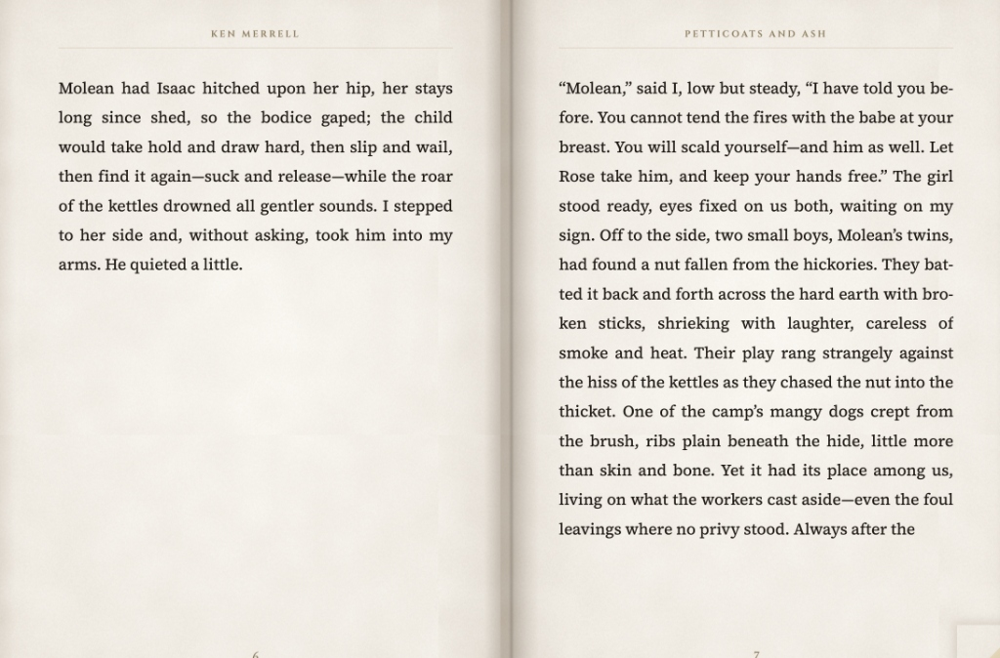 KEN MERRELL
Molean had Isaac hitched upon her hip, her stays
long since shed, so the bodice gaped; the child
would take hold and draw hard, then slip and wail,
then find it again—suck and release—while the roar
of the kettles drowned all gentler sounds. I stepped
to her side and, without asking, took him into my
arms. He quieted a little.
6
PETTICOATS AND ASH
“Molean,” said I, low but steady, “I have told you be-
fore. You cannot tend the fires with the babe at your
breast. You will scald yourself—and him as well. Let
Rose take him, and keep your hands free.” The girl
stood ready, eyes fixed on us both, waiting on my
sign. Off to the side, two small boys, Molean’s twins,
had found a nut fallen from the hickories. They bat-
ted it back and forth across the hard earth with bro-
ken sticks, shrieking with laughter, careless of
smoke and heat. Their play rang strangely against
the hiss of the kettles as they chased the nut into the
thicket. One of the camp’s mangy dogs crept from
the brush, ribs plain beneath the hide, little more
than skin and bone. Yet it had its place among us,
living on what the workers cast aside—even the foul
leavings where no privy stood. Always after the
7